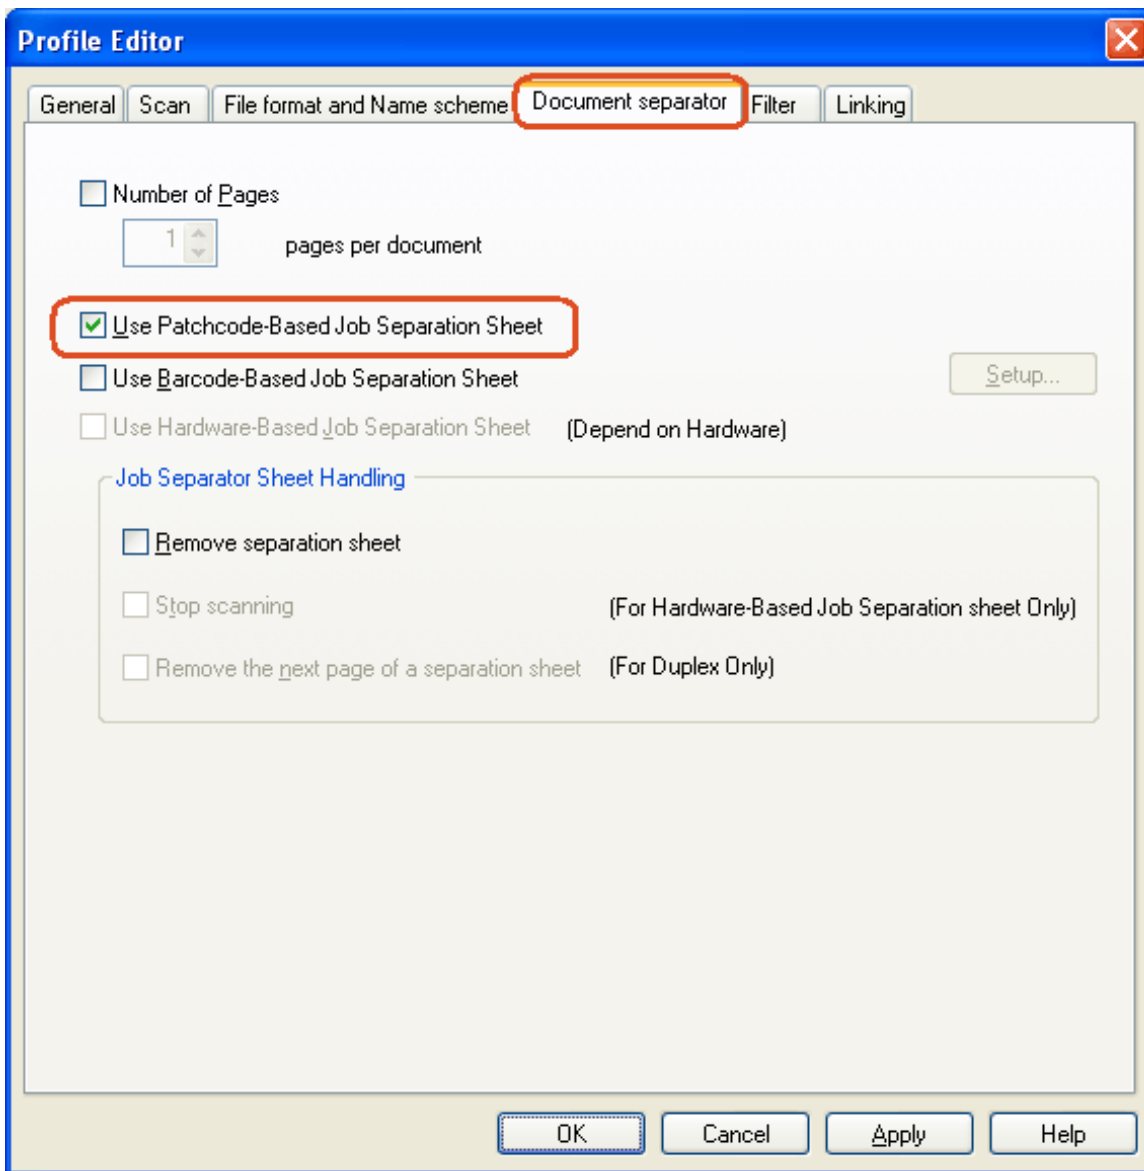 Profile Editor
General Scan File format and Name scheme Document separator Filter Linking
Number of Pages
1 pages per document
Use Patchcode-Based Job Separation Sheet
Use Barcode-Based Job Separation Sheet Setup...
Use Hardware-Based Job Separation Sheet (Depend on Hardware)
Job Separator Sheet Handling
Remove separation sheet
Stop scanning (For Hardware-Based Job Separation sheet Only)
Remove the next page of a separation sheet (For Duplex Only)
OK Cancel Apply Help